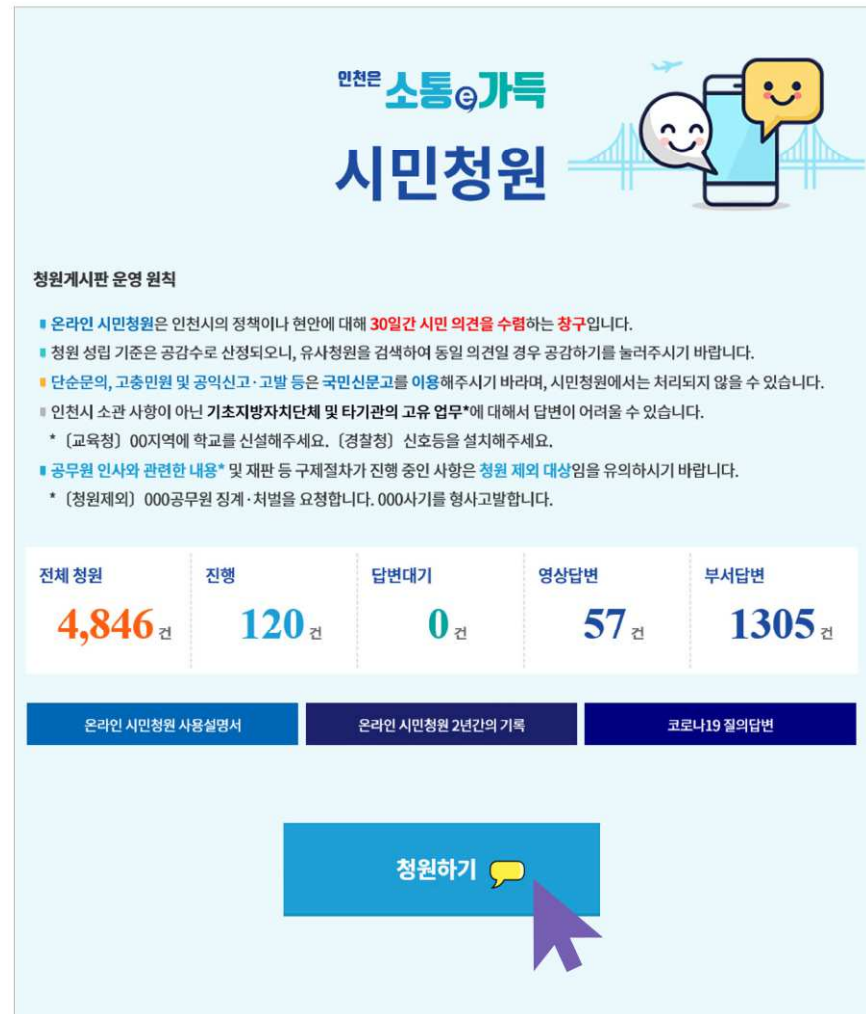 인천은 소통e가득
시민청원
청원게시판 운영 원칙
온라인 시민청원은 인천시의 정책이나 현안에 대해 30일간 시민 의견을 수렴하는 창구입니다.
청원 성립 기준은 공감수로 산정되오니, 유사청원을 검색하여 동일 의견일 경우 공감하기를 눌러주시기 바랍니다.
단순문의, 고충민원 및 공익신고·고발 등은 국민신문고를 이용해주시기 바라며, 시민청원에서는 처리되지 않을 수 있습니다.
인천시 소관 사항이 아닌 기초지방자치단체 및 타기관의 고유 업무*에 대해서 답변이 어려울 수 있습니다.
* (교육청) 00지역에 학교를 신설해주세요. (경찰청) 신호등을 설치해주세요.
공무원 인사와 관련한 내용* 및 재판 등 구제절차가 진행 중인 사항은 청원 제외 대상임을 유의하시기 바랍니다.
* (청원제외) 000공무원 징계·처벌을 요청합니다. 000사기를 형사고발합니다.
전체 청원 진행 답변대기 영상답변 부서답변
4,846 건 120 건 0 건 57 건 1305 건
온라인 시민청원 사용설명서 온라인 시민청원 2년간의 기록 코로나19 질의답변
청원하기